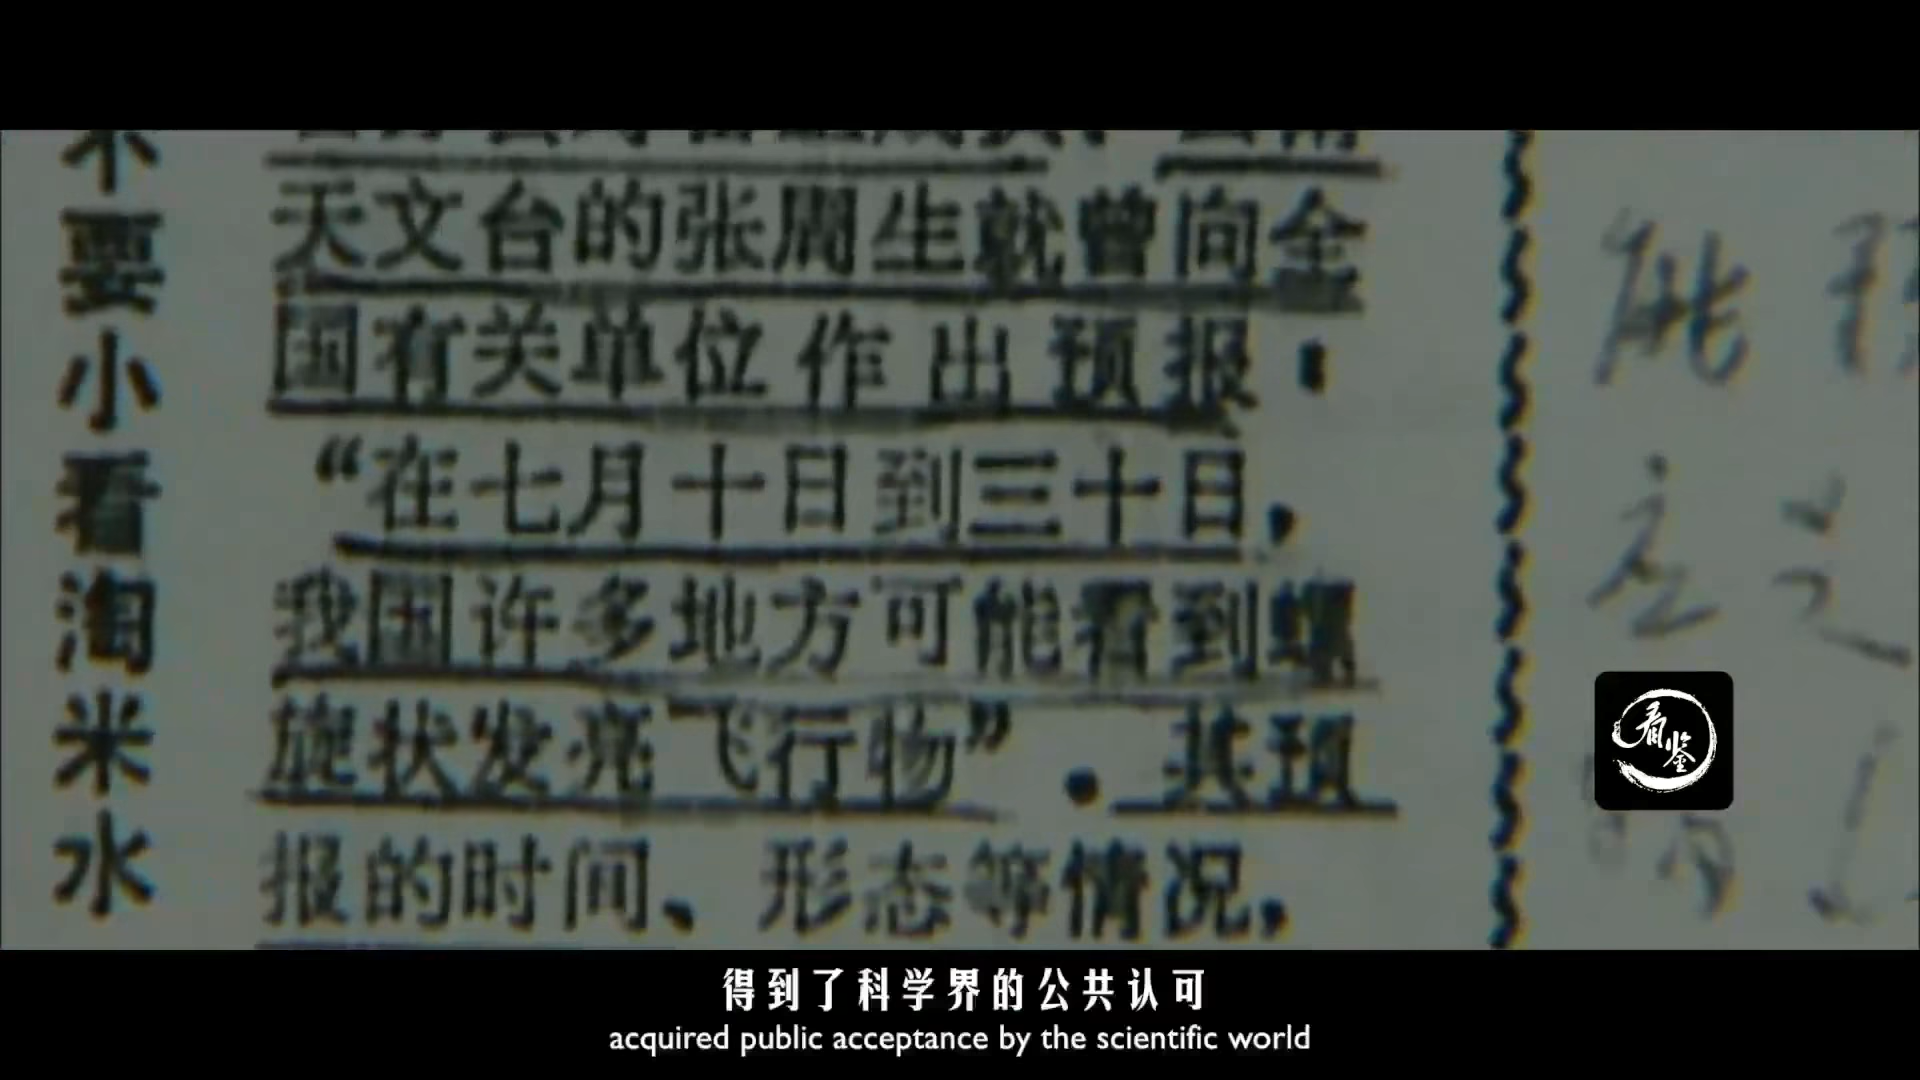 不要小看淘米水
天文台的张周生就曾向全
国有关单位作出预报：
“在七月十日到三十日，
我国许多地方可能看到螺
旋状发亮飞行物”．其预
报的时间、形态等情况，
能
看鉴
得到了科学界的公共认可
acquired public acceptance by the scientific world